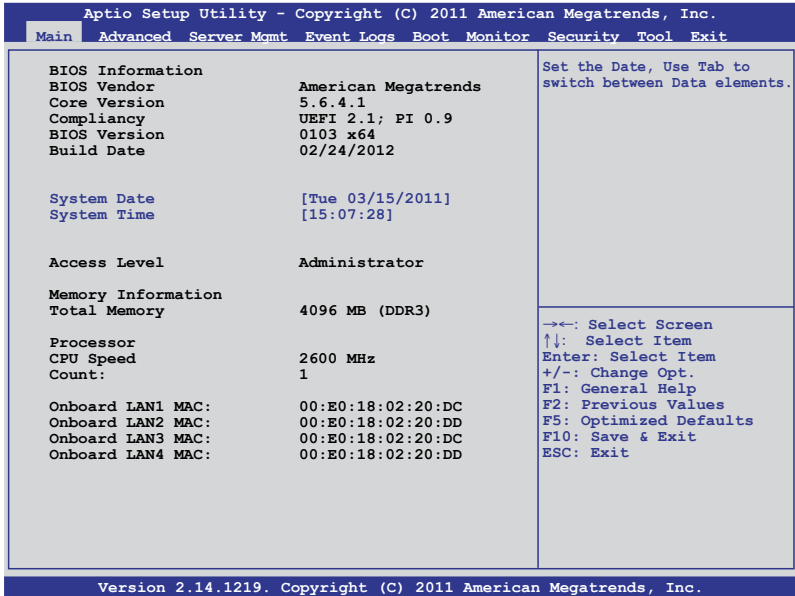 Aptio Setup Utility - Copyright (C) 2011 American Megatrends, Inc.
Main Advanced Server Mgmt Event Logs Boot Monitor Security Tool Exit
BIOS Information
BIOS Vendor American Megatrends
Core Version 5.6.4.1
Compliancy UEFI 2.1; PI 0.9
BIOS Version 0103 x64
Build Date 02/24/2012
System Date [Tue 03/15/2011]
System Time [15:07:28]
Access Level Administrator
Memory Information
Total Memory 4096 MB (DDR3)
Processor
CPU Speed 2600 MHz
Count: 1
Onboard LAN1 MAC: 00:E0:18:02:20:DC
Onboard LAN2 MAC: 00:E0:18:02:20:DD
Onboard LAN3 MAC: 00:E0:18:02:20:DC
Onboard LAN4 MAC: 00:E0:18:02:20:DD
Set the Date, Use Tab to
switch between Data elements.
→←: Select Screen
↑↓: Select Item
Enter: Select Item
+/-: Change Opt.
F1: General Help
F2: Previous Values
F5: Optimized Defaults
F10: Save & Exit
ESC: Exit
Version 2.14.1219. Copyright (C) 2011 American Megatrends, Inc.